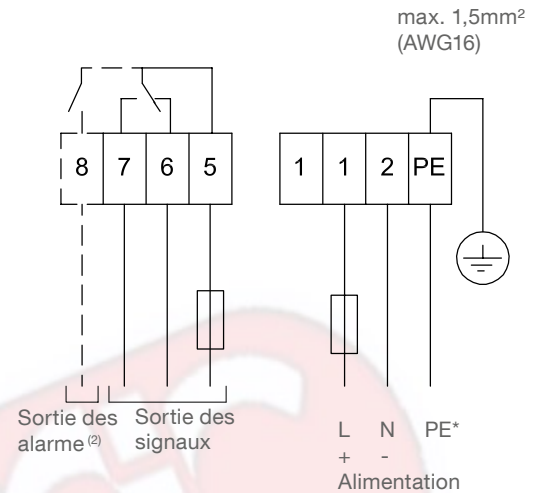 max. 1,5mm²
(AWG16)
8 7 6 5 1 1 2 PE
Sortie des
alarme (2)
Sortie des
signaux
L N PE*
+ -
Alimentation